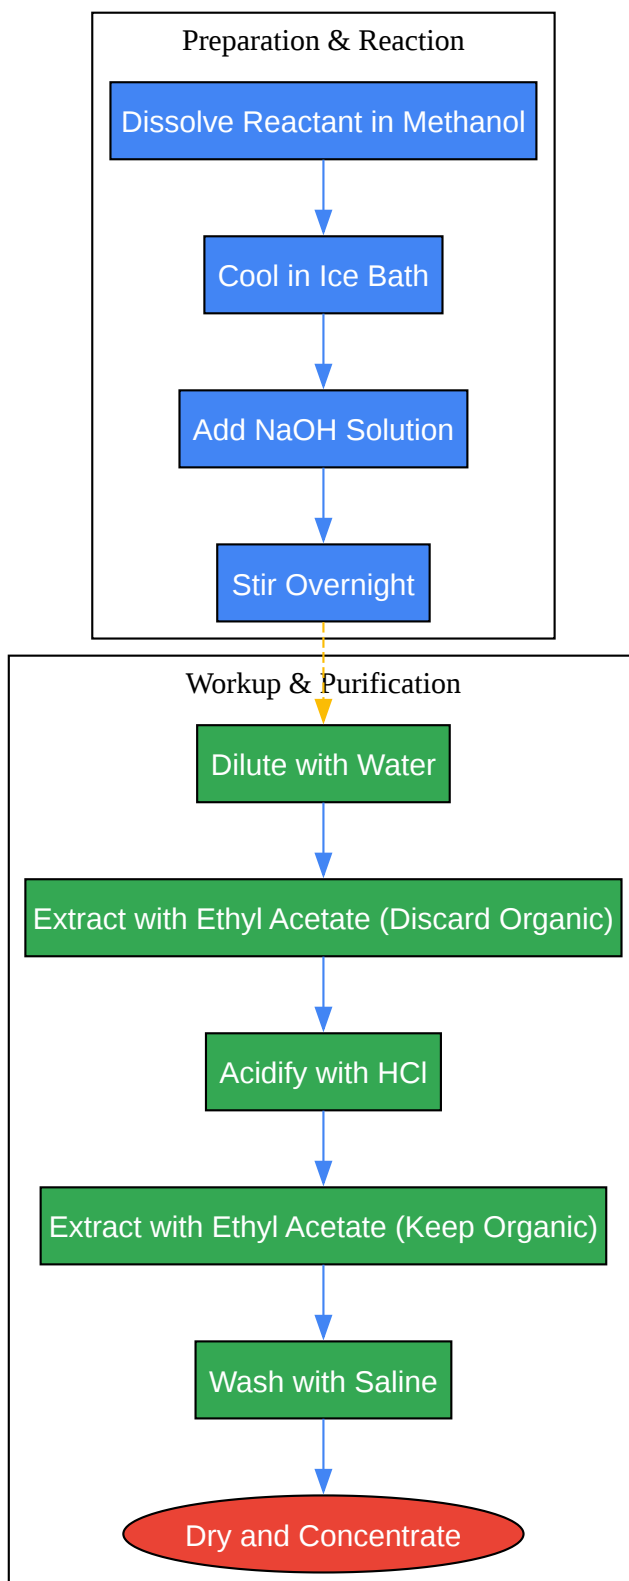 Preparation & Reaction
Dissolve Reactant in Methanol
Cool in Ice Bath
Add NaOH Solution
Stir Overnight
Workup & Purification
Dilute with Water
Extract with Ethyl Acetate (Discard Organic)
Acidify with HCl
Extract with Ethyl Acetate (Keep Organic)
Wash with Saline
Dry and Concentrate